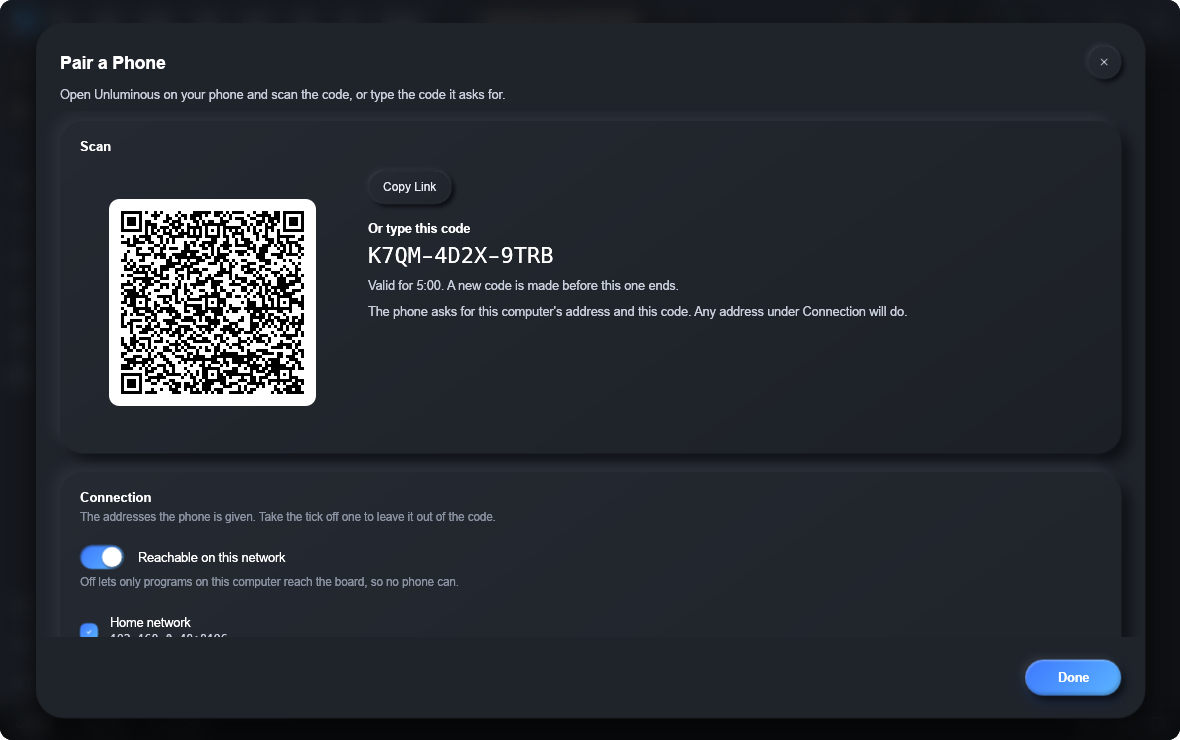 Pair a Phone
×
Open Unluminous on your phone and scan the code, or type the code it asks for.
Scan
Copy Link
Or type this code
K7QM-4D2X-9TRB
Valid for 5:00. A new code is made before this one ends.
The phone asks for this computer's address and this code. Any address under Connection will do.
Connection
The addresses the phone is given. Take the tick off one to leave it out of the code.
Reachable on this network
Off lets only programs on this computer reach the board, so no phone can.
Home network
Done